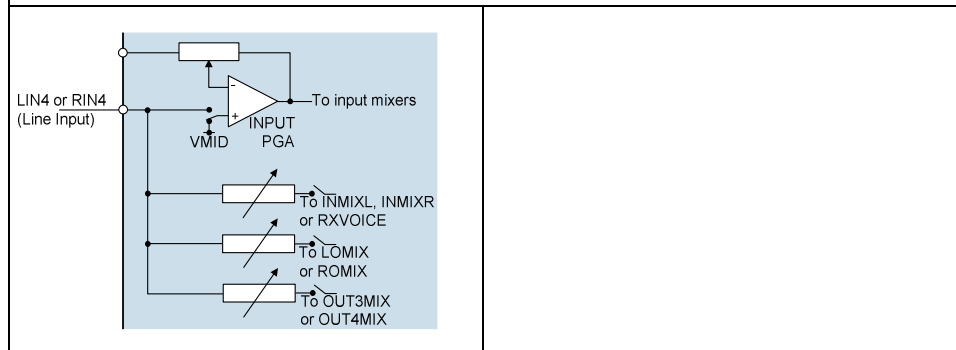 LIN4 or RIN4
(Line Input)
-
+
INPUT
PGA
VMID
To input mixers
To INMIXL, INMIXR
or RXVOICE
To LOMIX
or ROMIX
To OUT3MIX
or OUT4MIX